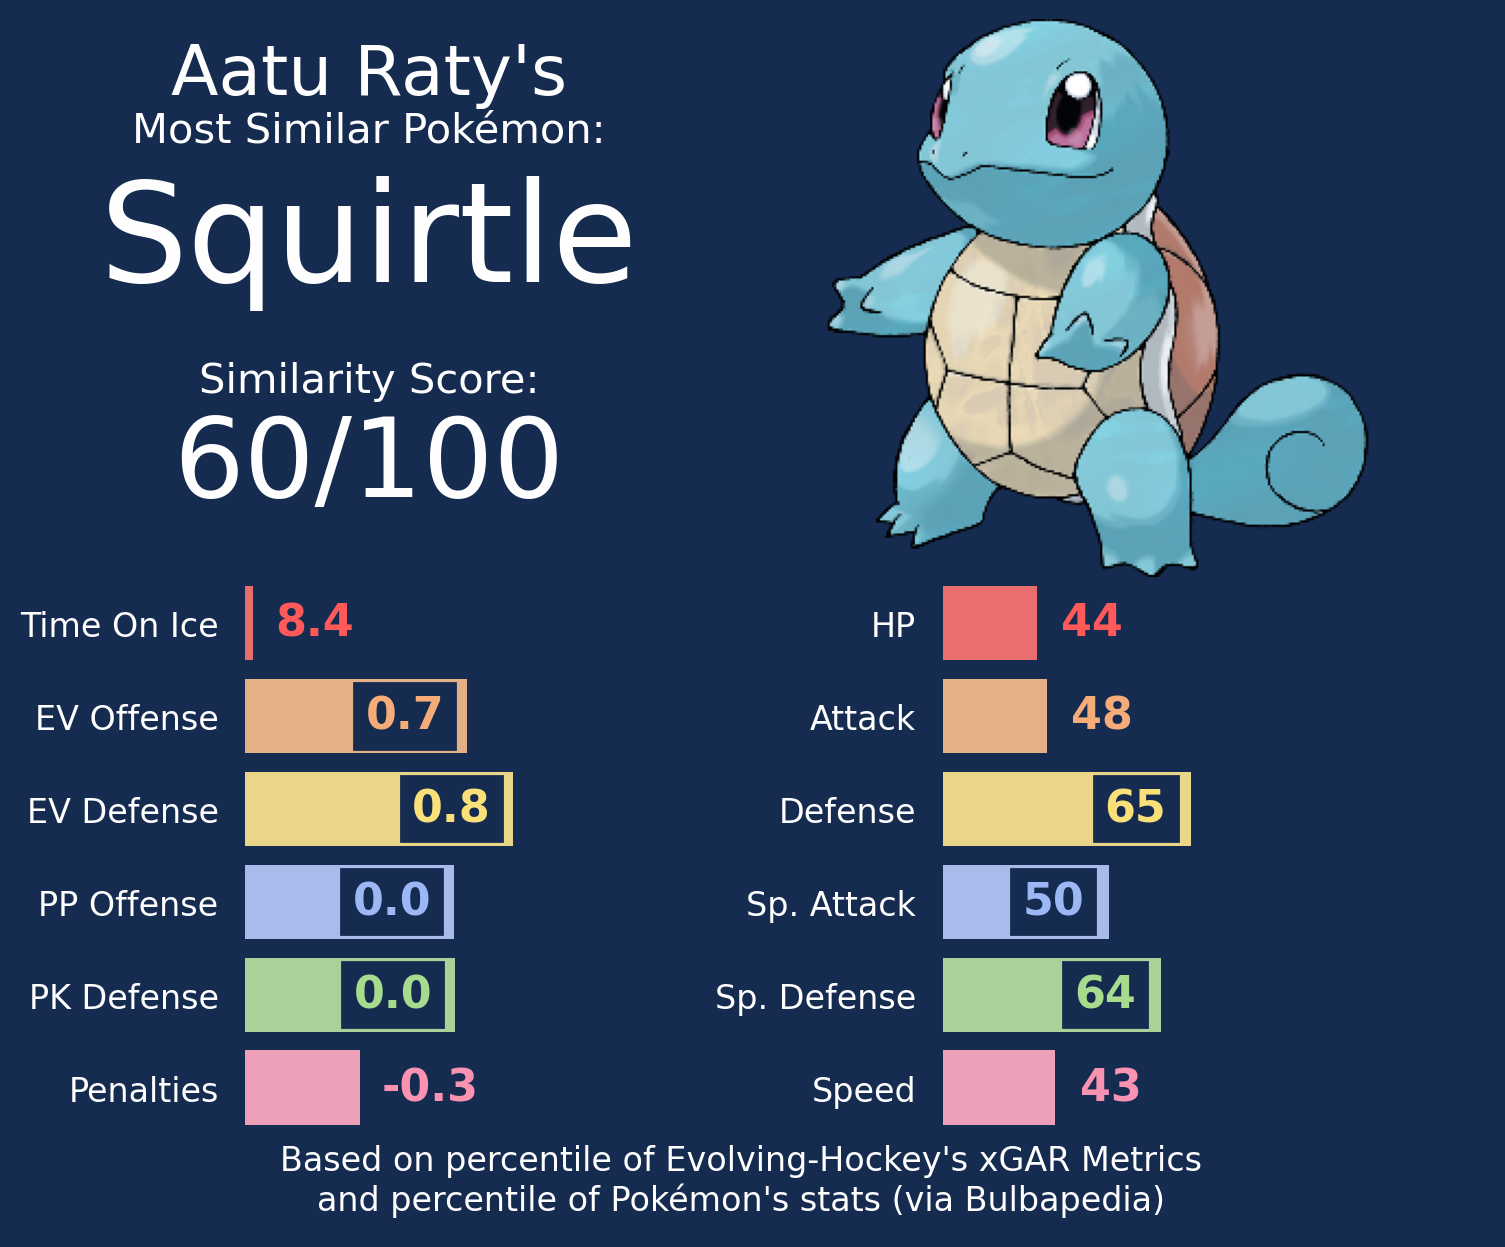 Aatu Raty's
Most Similar Pokémon:
Squirtle
Similarity Score:
60/100
Time On Ice 8.4
EV Offense 0.7
EV Defense 0.8
PP Offense 0.0
PK Defense 0.0
Penalties -0.3
HP 44
Attack 48
Defense 65
Sp. Attack 50
Sp. Defense 64
Speed 43
Based on percentile of Evolving-Hockey's xGAR Metrics
and percentile of Pokémon's stats (via Bulbapedia)